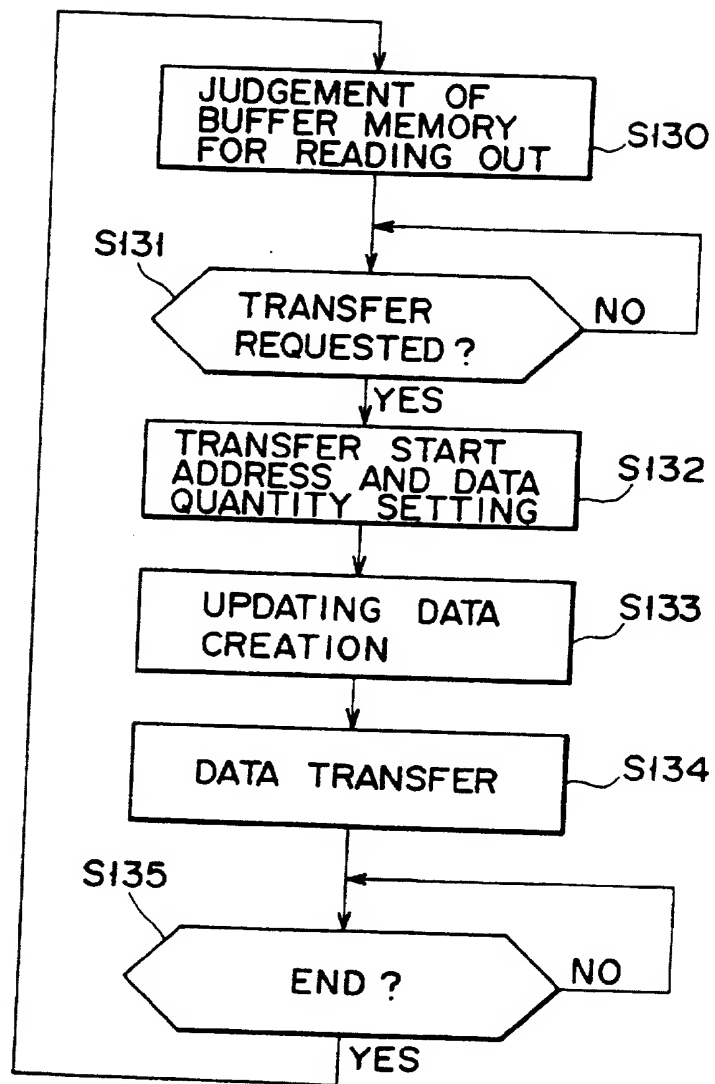 JUDGEMENT OF
BUFFER MEMORY
FOR READING OUT
S130
S131
TRANSFER
REQUESTED?
NO
YES
TRANSFER START
ADDRESS AND DATA
QUANTITY SETTING
S132
UPDATING DATA
CREATION
S133
DATA TRANSFER
S134
S135
END?
NO
YES